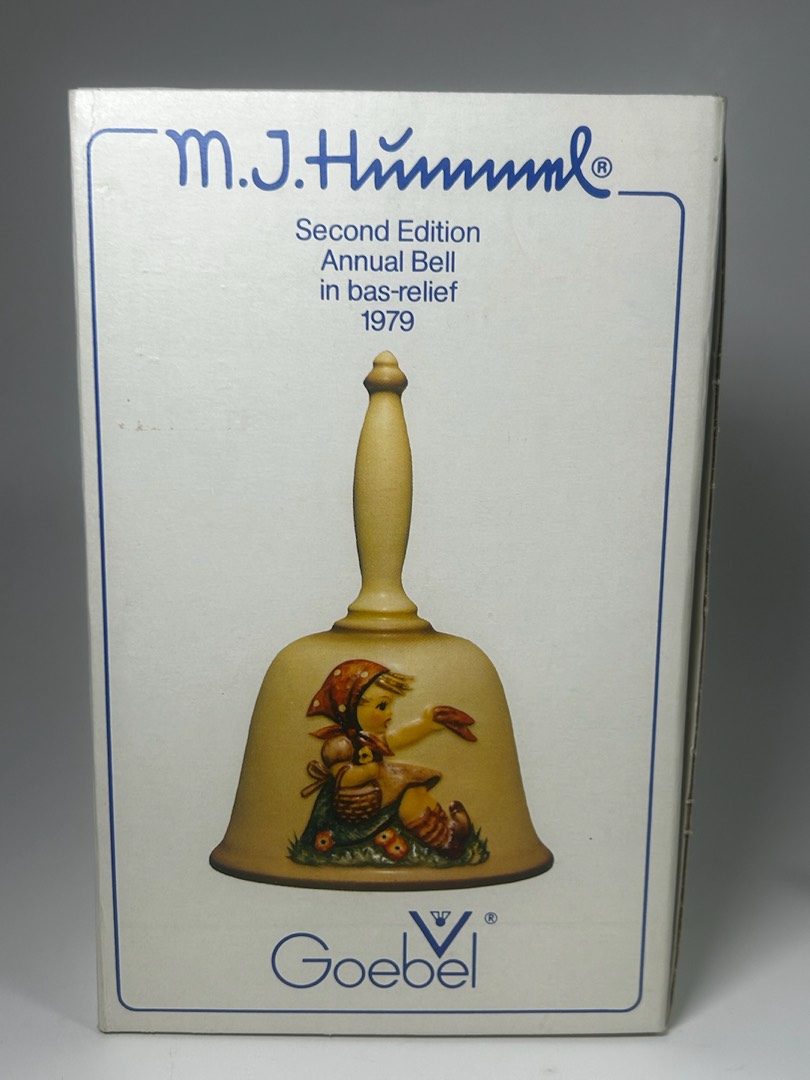 M.J.Hummel®
Second Edition
Annual Bell
in bas-relief
1979
Goebel®